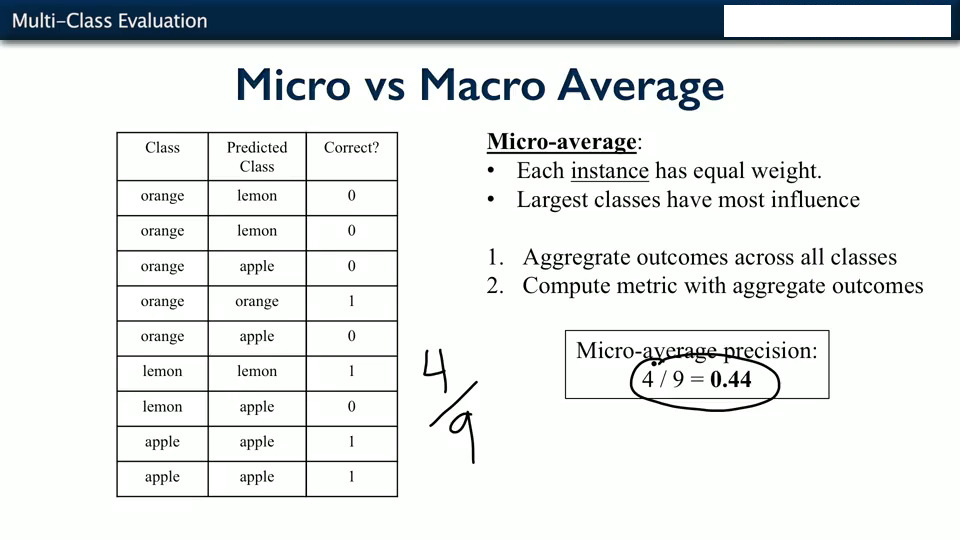 Multi-Class Evaluation
Micro vs Macro Average
Class Predicted Class Correct?
orange lemon 0
orange lemon 0
orange apple 0
orange orange 1
orange apple 0
lemon lemon 1
lemon apple 0
apple apple 1
apple apple 1
4/9
Micro-average:
• Each instance has equal weight.
• Largest classes have most influence
1. Aggregrate outcomes across all classes
2. Compute metric with aggregate outcomes
Micro-average precision:
4 / 9 = 0.44